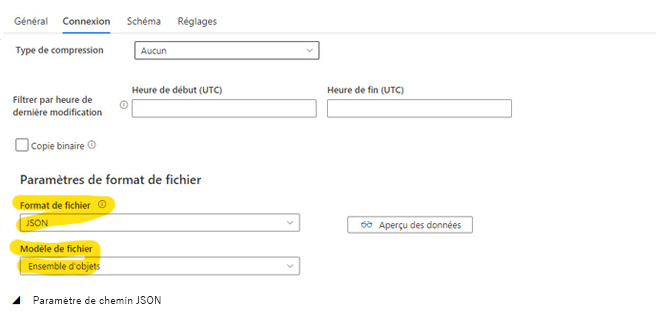 Général Connexion Schéma Réglages
Type de compression Aucun
Heure de début (UTC) Heure de fin (UTC)
Filtrer par heure de
dernière modification
Copie binaire
Paramètres de format de fichier
Format de fichier
JSON Aperçu des données
Modèle de fichier
Ensemble d'objets
Paramètre de chemin JSON